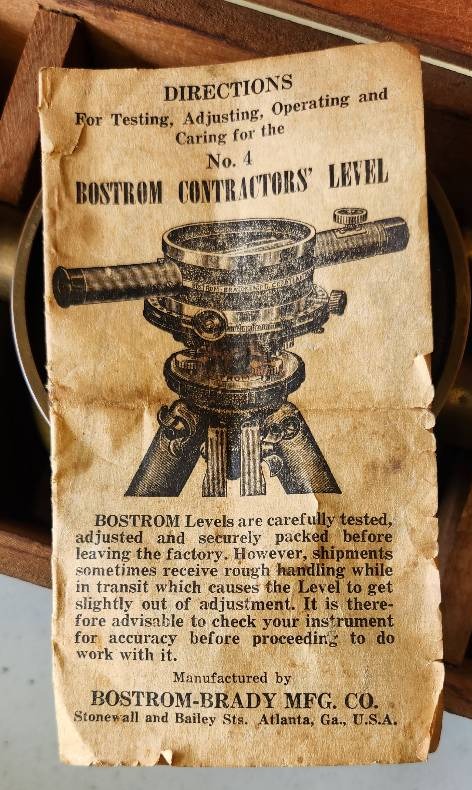 DIRECTIONS
For Testing, Adjusting, Operating and
Caring for the
No. 4
BOSTROM CONTRACTORS' LEVEL
BOSTROM Levels are carefully tested,
adjusted and securely packed before
leaving the factory. However, shipments
sometimes receive rough handling while
in transit which causes the Level to get
slightly out of adjustment. It is there-
fore advisable to check your instrument
for accuracy before proceeding to do
work with it.
Manufactured by
BOSTROM-BRADY MFG. CO.
Stonewall and Bailey Sts. Atlanta, Ga., U.S.A.